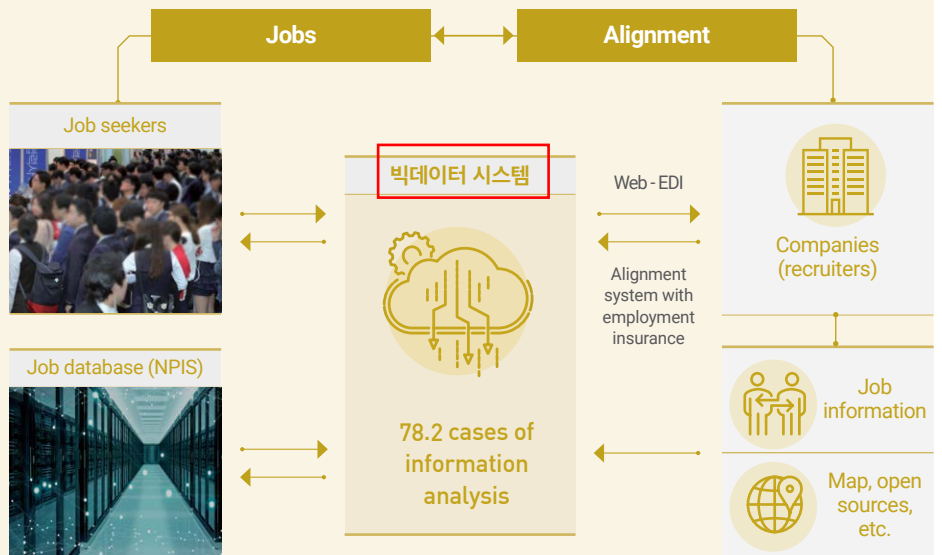 Jobs
Alignment
Job seekers
빅데이터 시스템
Web - EDI
Companies
(recruiters)
Alignment
system with
employment
insurance
Job database (NPIS)
78.2 cases of
information
analysis
Job
information
Map, open
sources,
etc.